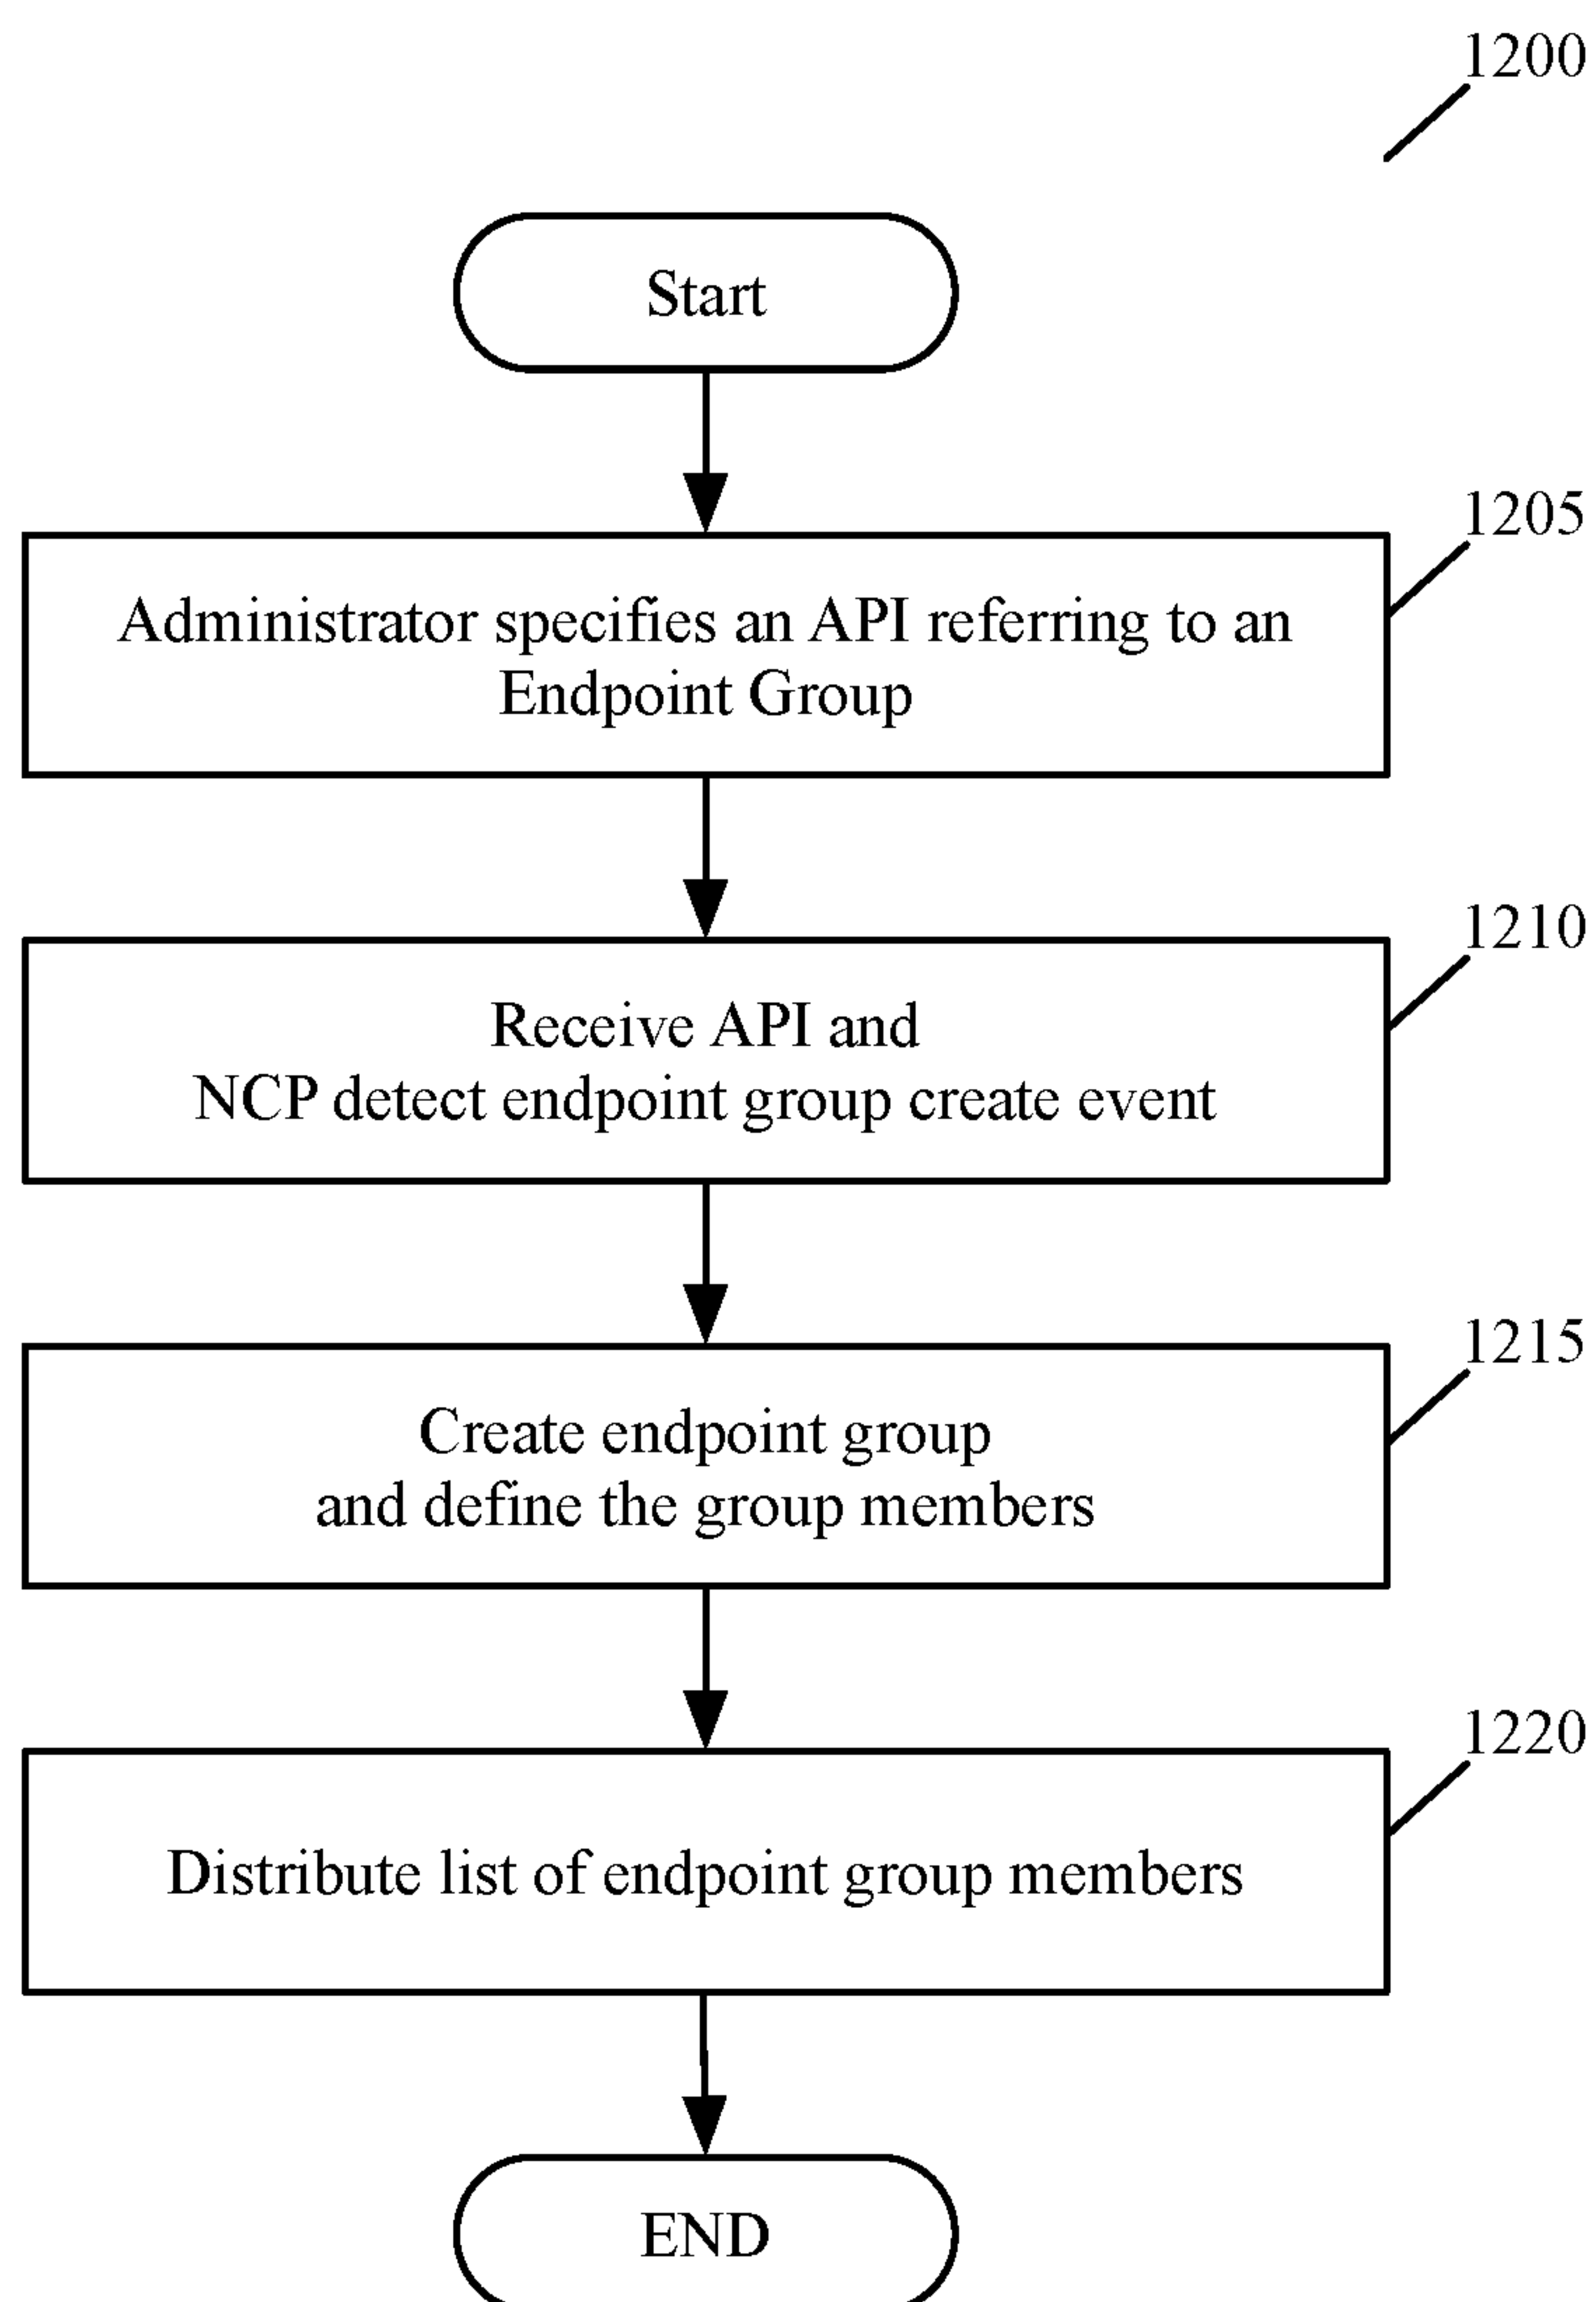 1200
Start
1205
Administrator specifies an API referring to an
Endpoint Group
1210
Receive API and
NCP detect endpoint group create event
1215
Create endpoint group
and define the group members
1220
Distribute list of endpoint group members
END